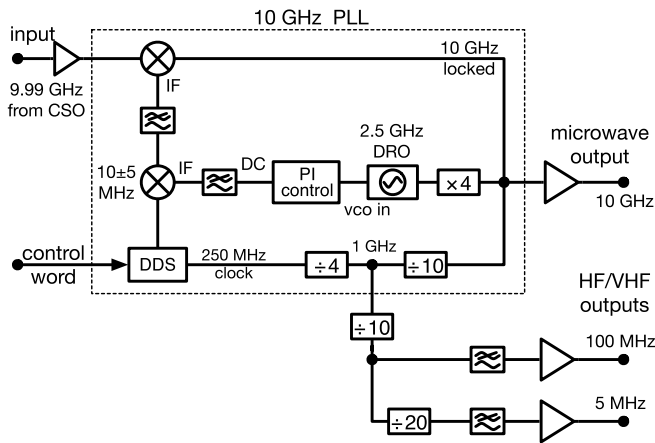 10 GHz PLL
input
9.99 GHz
from CSO
IF
10 GHz
locked
10±5
MHz
IF
DC
PI
control
2.5 GHz
DRO
vco in
×4
microwave
output
10 GHz
control
word
DDS
250 MHz
clock
÷4
1 GHz
÷10
÷10
HF/VHF
outputs
100 MHz
÷20
5 MHz